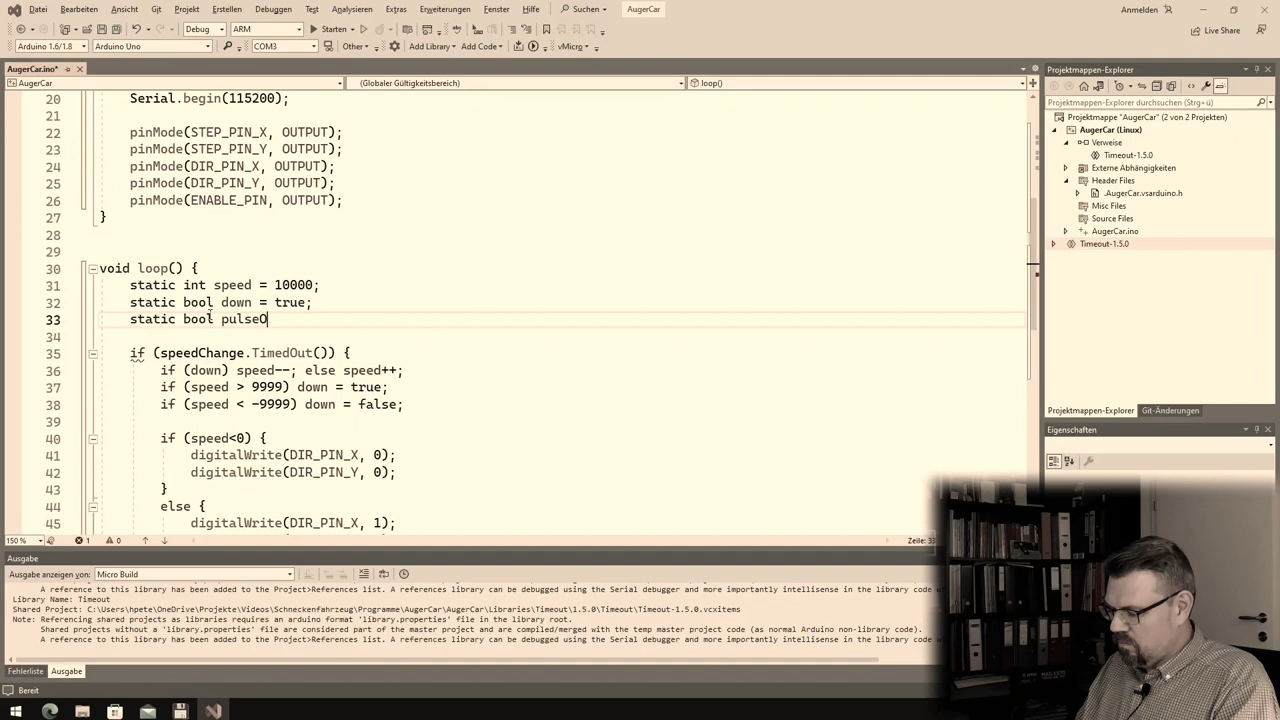 Datei Bearbeiten Ansicht Git Projekt Erstellen Debuggen Test Analysieren Extras Erweiterungen Fenster Hilfe Suchen AugerCar Anmelden
Debug ARM Starten Live Share
Arduino 1.6/1.8 Arduino Uno COM3 Other Add Library Add Code vMicro
AugerCar.ino*
AugerCar (Globaler Gültigkeitsbereich) loop()
20 Serial.begin(115200);
21
22 pinMode(STEP_PIN_X, OUTPUT);
23 pinMode(STEP_PIN_Y, OUTPUT);
24 pinMode(DIR_PIN_X, OUTPUT);
25 pinMode(DIR_PIN_Y, OUTPUT);
26 pinMode(ENABLE_PIN, OUTPUT);
27 }
28
29
30 void loop() {
31 static int speed = 10000;
32 static bool down = true;
33 static bool pulseO
34
35 if (speedChange.TimedOut()) {
36 if (down) speed--; else speed++;
37 if (speed > 9999) down = true;
38 if (speed < -9999) down = false;
39
40 if (speed<0) {
41 digitalWrite(DIR_PIN_X, 0);
42 digitalWrite(DIR_PIN_Y, 0);
43 }
44 else {
45 digitalWrite(DIR_PIN_X, 1);
150 % 1 0 Zeile: 33
Ausgabe
Ausgabe anzeigen von: Micro Build
A reference to this library has been added to the Project>References list. A references library can be debugged using the Serial debugger and more importantly intellisense in your library code
Library Name: Timeout
Shared Project: C:\Users\hpete\OneDrive\Projekte\Videos\Schneckenfahrzeug\Programme\AugerCar\AugerCar\Libraries\Timeout\1.5.0\Timeout\Timeout-1.5.0.vcxitems
Note: Referencing shared projects as libraries requires an arduino format 'library.properties' file in the library root.
Shared projects without a 'library.properties' file are considered part of the master project and are compiled/merged with the temp master project code (as normal Arduino non-library code).
A reference to this library has been added to the Project>References list. A references library can be debugged using the Serial debugger and more importantly intellisense in your library code
Fehlerliste Ausgabe
Bereit
Projektmappen-Explorer
Projektmappen-Explorer durchsuchen (Strg+ü)
Projektmappe "AugerCar" (2 von 2 Projekten)
AugerCar (Linux)
Verweise
Timeout-1.5.0
Externe Abhängigkeiten
Header Files
.AugerCar.vsarduino.h
Misc Files
Source Files
AugerCar.ino
Timeout-1.5.0
Projektmappen-Explorer Git-Änderungen
Eigenschaften